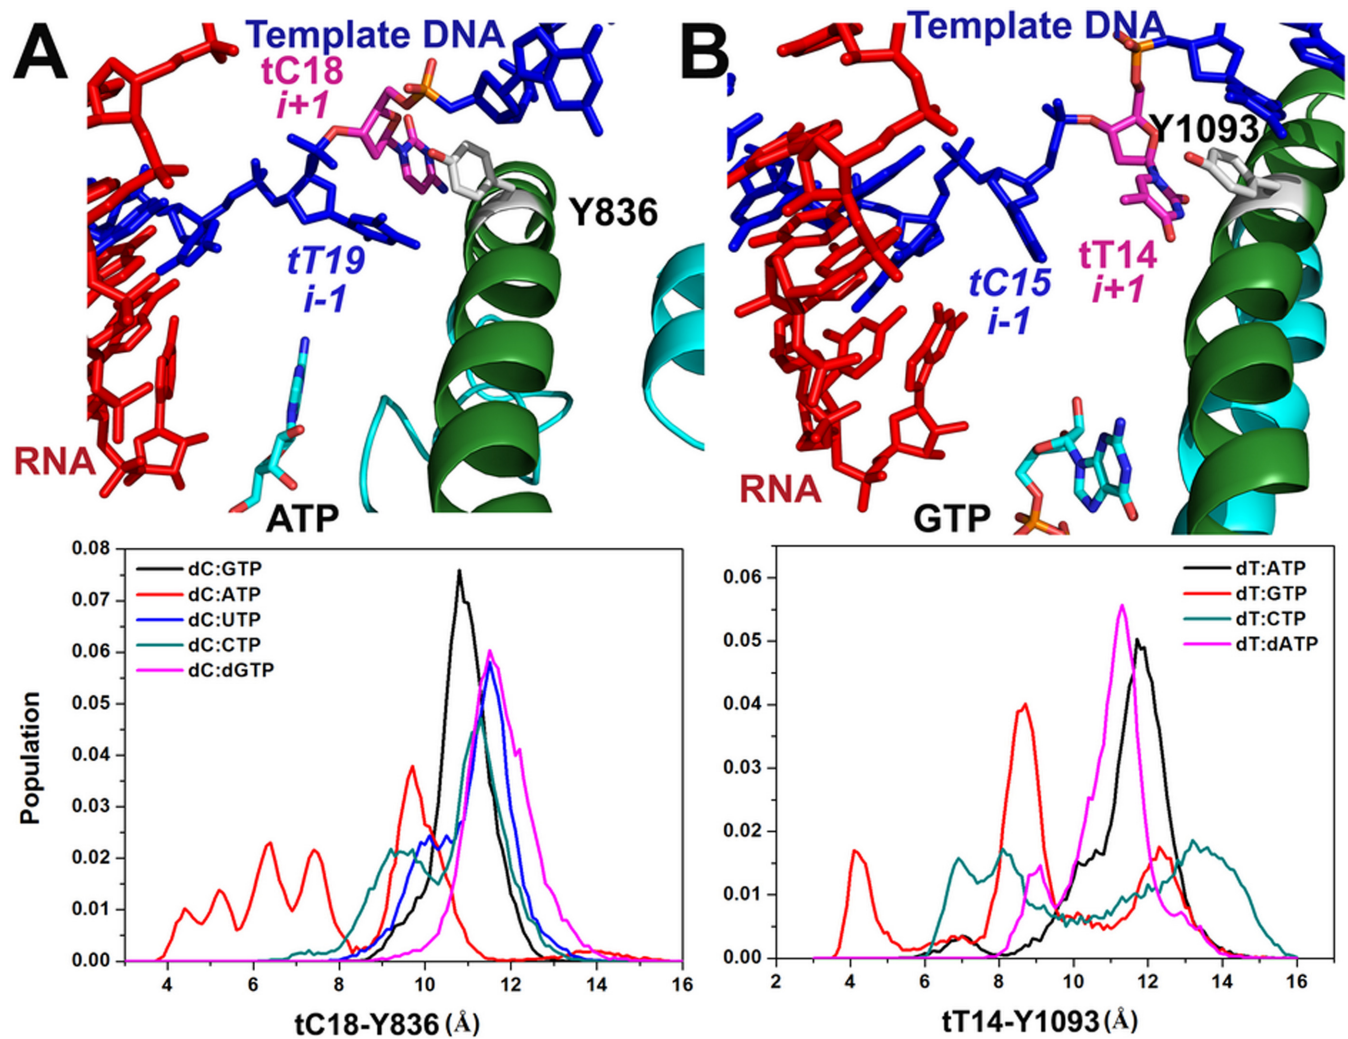 A
Template DNA
tC18
i+1
Y836
tT19
i-1
RNA
ATP
B
Template DNA
Y1093
tT14
i+1
tC15
i-1
RNA
GTP
0.08
0.07
0.06
0.05
0.04
0.03
0.02
0.01
0.00
Population
dC:GTP
dC:ATP
dC:UTP
dC:CTP
dC:dGTP
4 6 8 10 12 14 16
tC18-Y836 (Å)
0.06
0.05
0.04
0.03
0.02
0.01
0.00
dT:ATP
dT:GTP
dT:CTP
dT:dATP
2 4 6 8 10 12 14 16
tT14-Y1093 (Å)